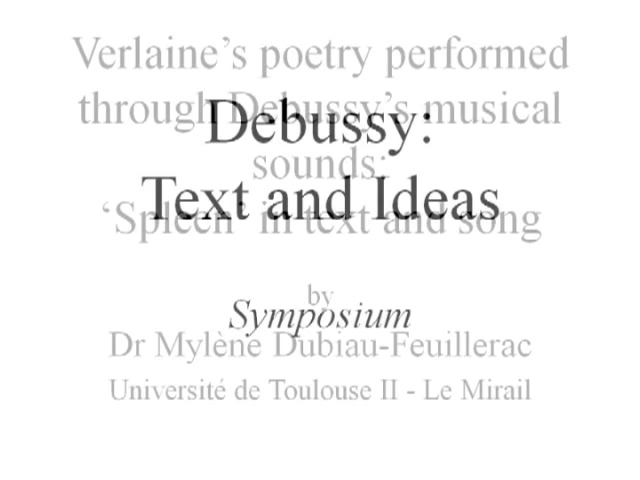 Verlaine's poetry performed
through Debussy's musical
Debussy:
sounds:
Text and Ideas
‘Spleen’ in text and song
by
Symposium
Dr Mylène Dubiau-Feuillerac
Université de Toulouse II - Le Mirail